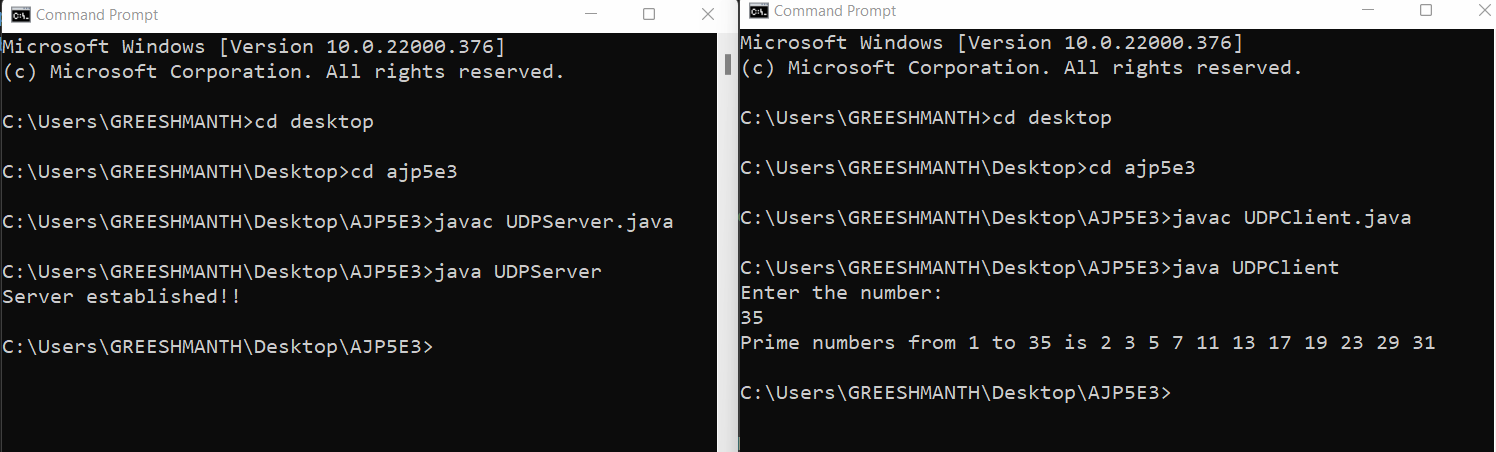 Command Prompt
Microsoft Windows [Version 10.0.22000.376]
(c) Microsoft Corporation. All rights reserved.
C:\Users\GREESHMANTH>cd desktop
C:\Users\GREESHMANTH\Desktop>cd ajp5e3
C:\Users\GREESHMANTH\Desktop\AJP5E3>javac UDPServer.java
C:\Users\GREESHMANTH\Desktop\AJP5E3>java UDPServer
Server established!!
C:\Users\GREESHMANTH\Desktop\AJP5E3>
Command Prompt
Microsoft Windows [Version 10.0.22000.376]
(c) Microsoft Corporation. All rights reserved.
C:\Users\GREESHMANTH>cd desktop
C:\Users\GREESHMANTH\Desktop>cd ajp5e3
C:\Users\GREESHMANTH\Desktop\AJP5E3>javac UDPClient.java
C:\Users\GREESHMANTH\Desktop\AJP5E3>java UDPClient
Enter the number:
35
Prime numbers from 1 to 35 is 2 3 5 7 11 13 17 19 23 29 31
C:\Users\GREESHMANTH\Desktop\AJP5E3>